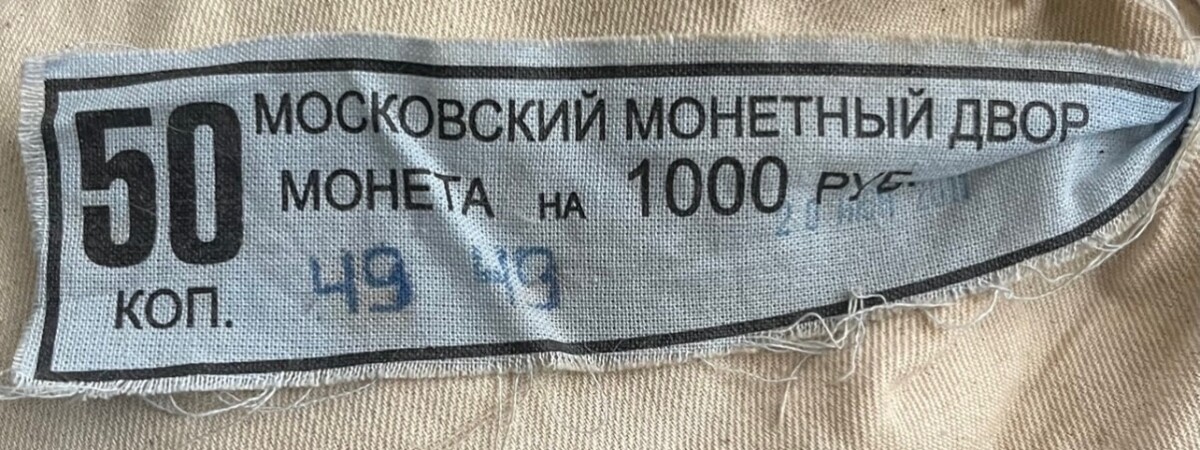 50 МОСКОВСКИЙ МОНЕТНЫЙ ДВОР
МОНЕТА НА 1000 РУБ.
КОП. 49 49